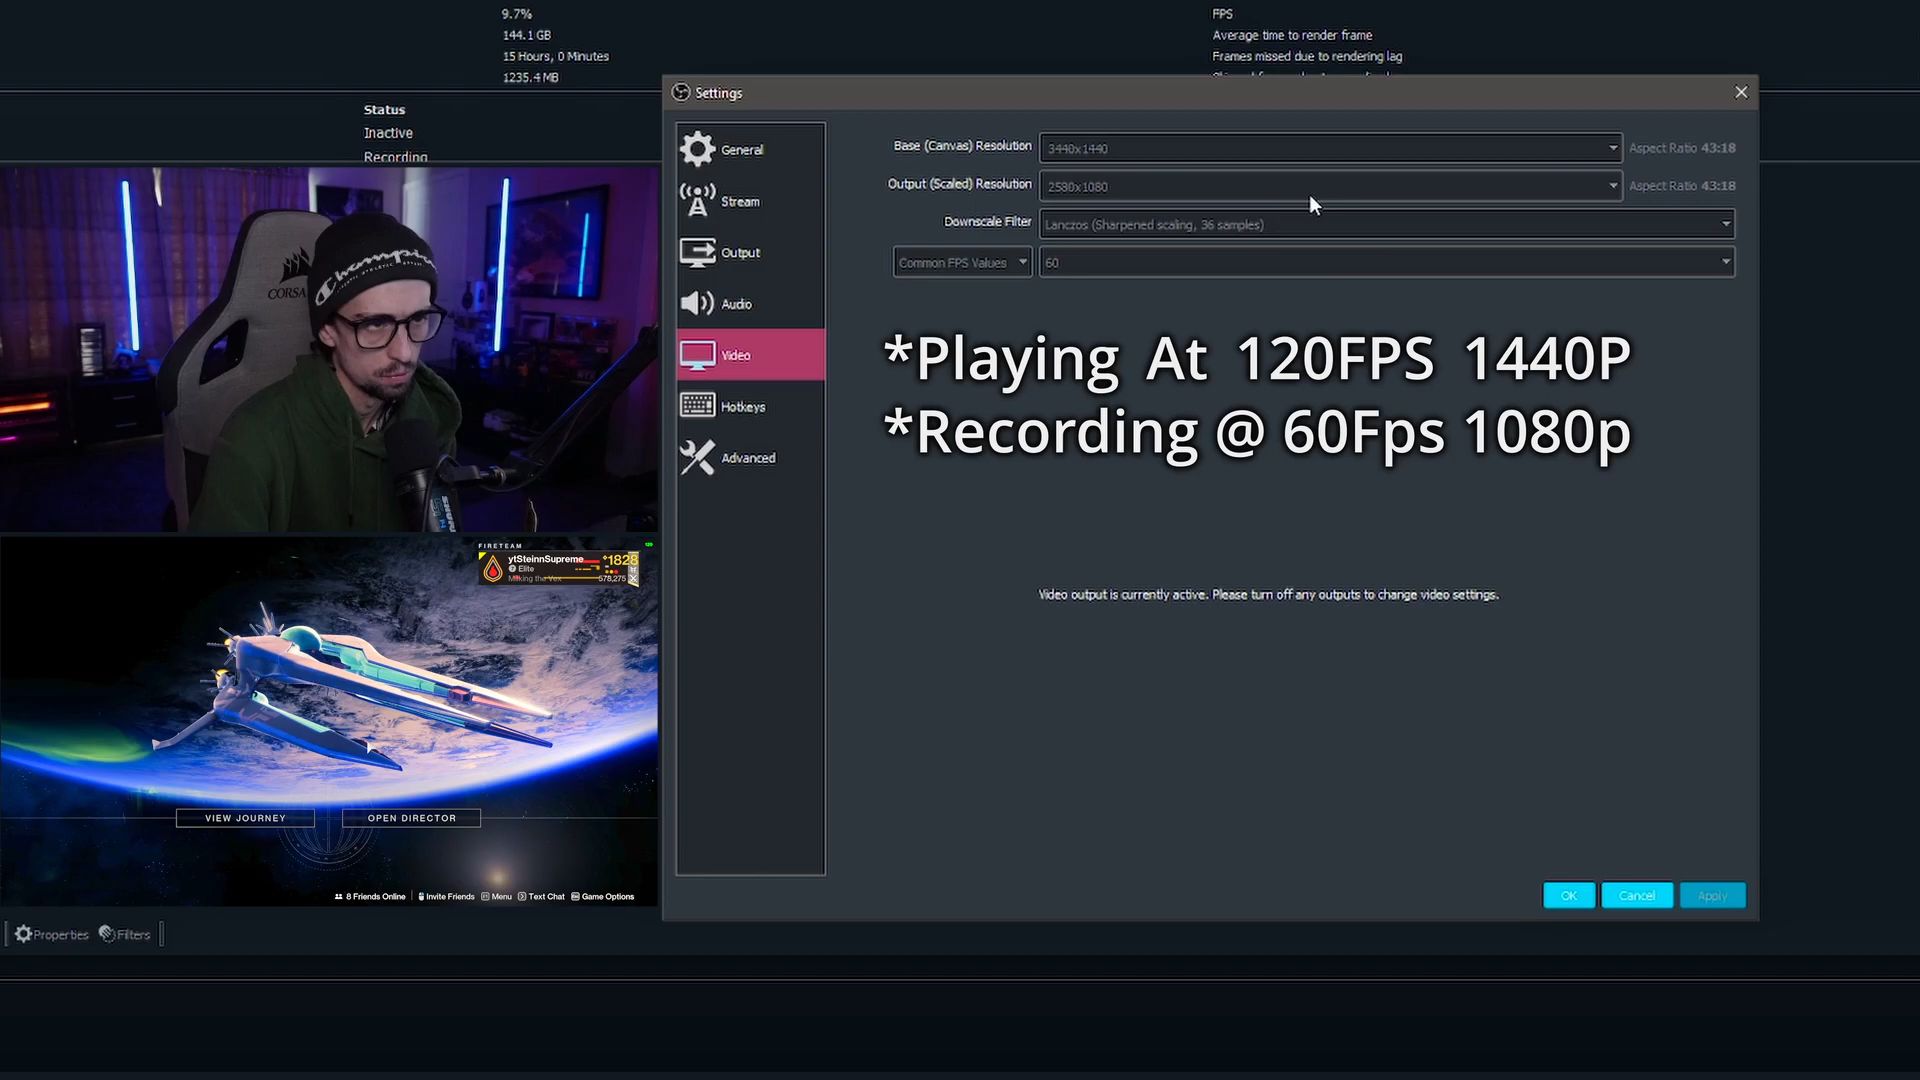 9.7%
144.1 GB
15 Hours, 0 Minutes
1235.4 MB
FPS
Average time to render frame
Frames missed due to rendering lag
Status
Inactive
Recording
Settings
General
Stream
Output
Audio
Video
Hotkeys
Advanced
Base (Canvas) Resolution
3440x1440
Aspect Ratio 43:18
Output (Scaled) Resolution
2580x1080
Aspect Ratio 43:18
Downscale Filter
Lanczos (Sharpened scaling, 36 samples)
Common FPS Values
60
*Playing At 120FPS 1440P
*Recording @ 60Fps 1080p
Video output is currently active. Please turn off any outputs to change video settings.
OK
Cancel
Apply
Champion
CORSA
FIRETEAM
ytSteinnSupreme
1828
Elite
578,275
VIEW JOURNEY
OPEN DIRECTOR
8 Friends Online
Invite Friends
Menu
Text Chat
Game Options
Properties
Filters